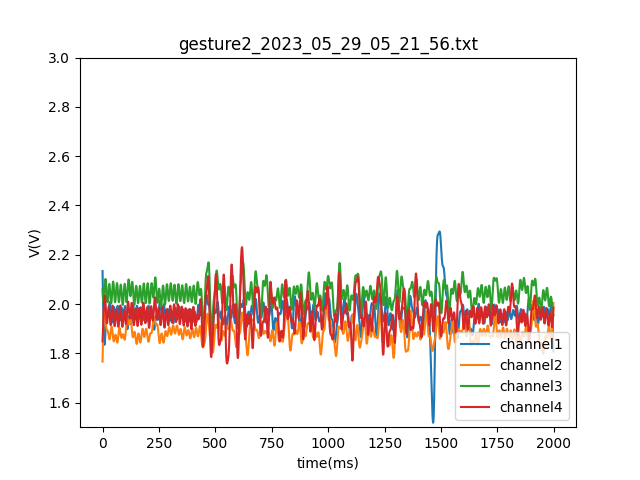 gesture2_2023_05_29_05_21_56.txt
3.0
2.8
2.6
2.4
2.2
2.0
1.8
1.6
V(V)
channel1
channel2
channel3
channel4
0 250 500 750 1000 1250 1500 1750 2000
time(ms)